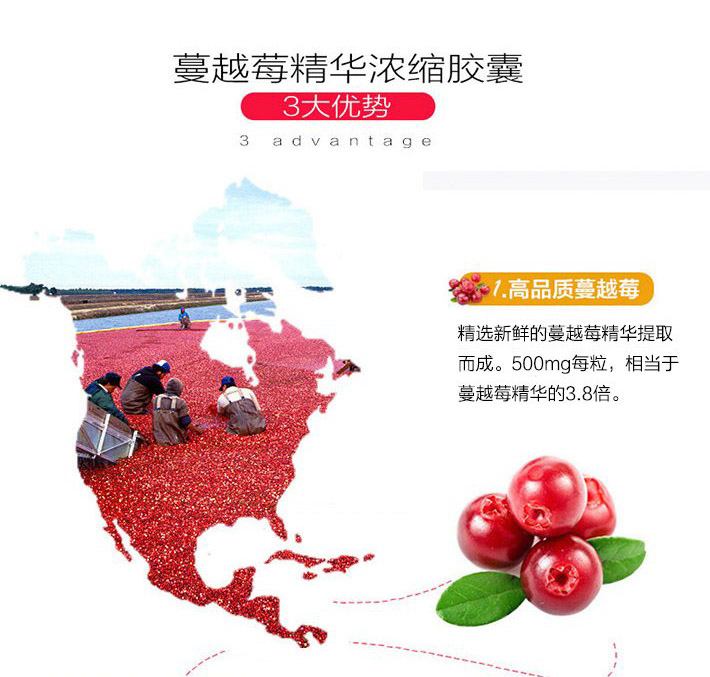 蔓越莓精华浓缩胶囊
3大优势
3 advantage
1.高品质蔓越莓
精选新鲜的蔓越莓精华提取
而成。500mg每粒，相当于
蔓越莓精华的3.8倍。